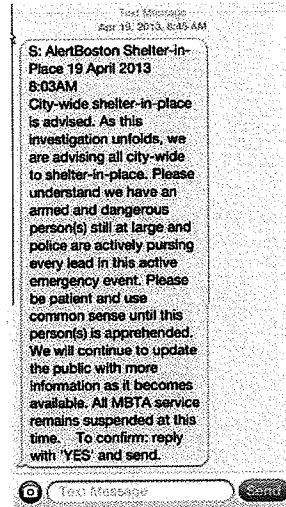 Text Message
Apr 19, 2013, 8:45 AM
S: AlertBoston Shelter-in-
Place 19 April 2013
8:03AM
City-wide shelter-in-place
is advised. As this
investigation unfolds, we
are advising all city-wide
to shelter-in-place. Please
understand we have an
armed and dangerous
person(s) still at large and
police are actively pursing
every lead in this active
emergency event. Please
be patient and use
common sense until this
person(s) is apprehended.
We will continue to update
the public with more
information as it becomes
available. All MBTA service
remains suspended at this
time. To confirm: reply
with 'YES' and send.
Text Message
Send